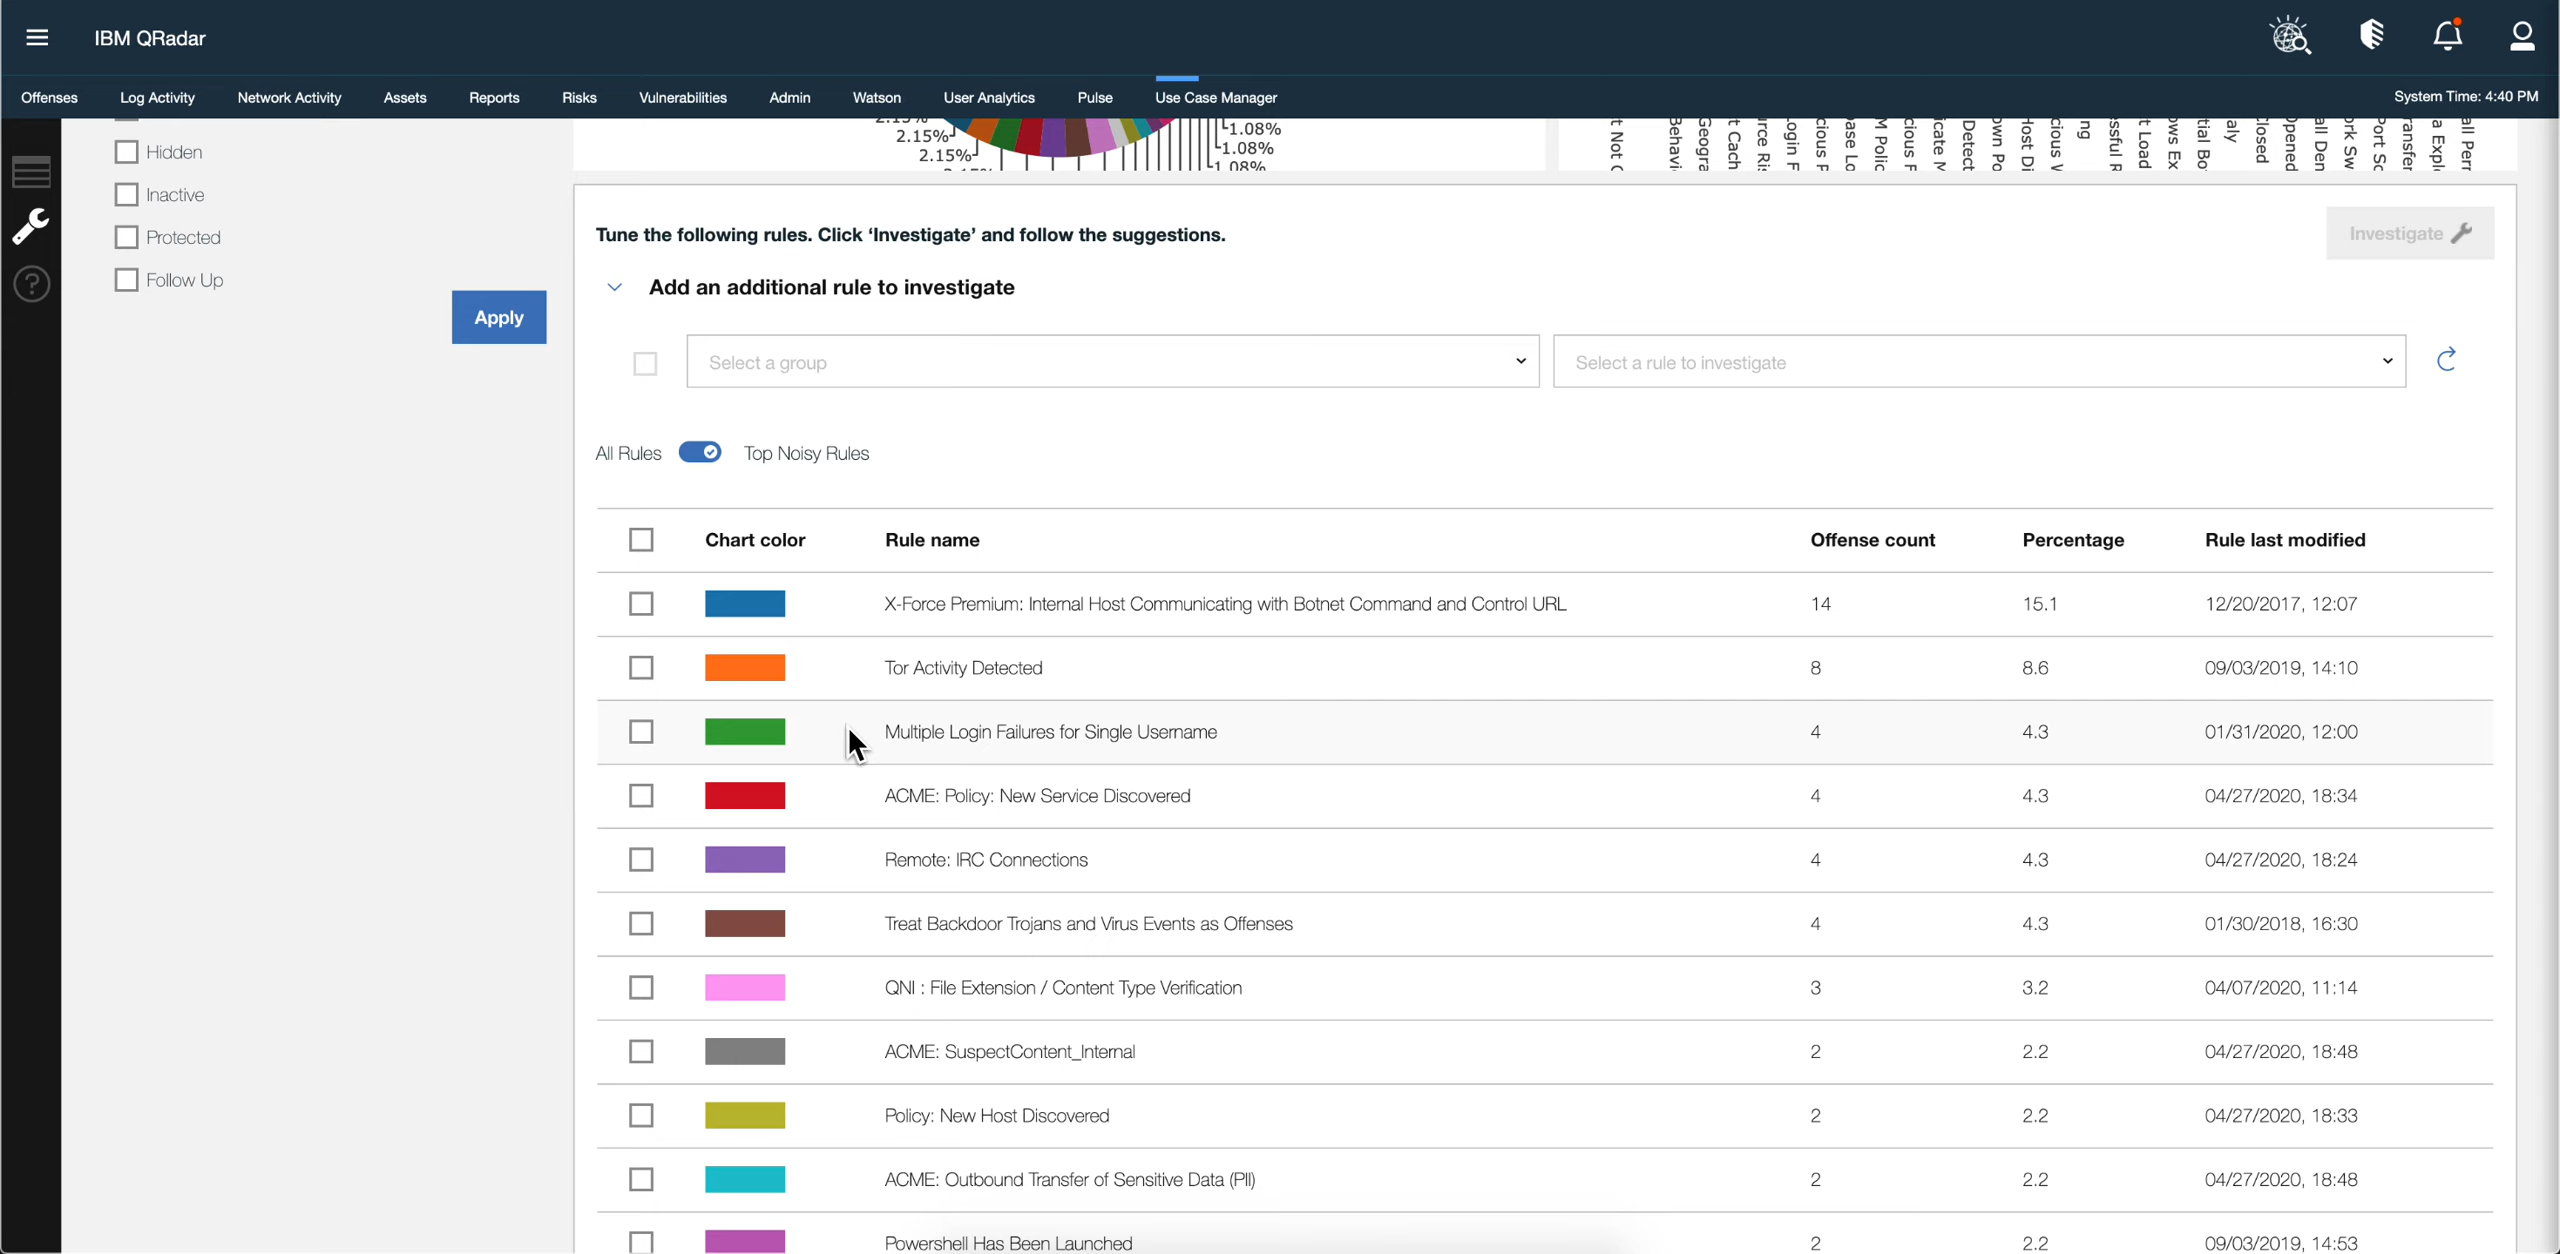 IBM QRadar
Offenses Log Activity Network Activity Assets Reports Risks Vulnerabilities Admin Watson User Analytics Pulse Use Case Manager System Time: 4:40 PM
Hidden
Inactive
Protected
Follow Up
Apply
2.15%
2.15%
1.08%
1.08%
1.08%
Tune the following rules. Click ‘Investigate’ and follow the suggestions.
Investigate
Add an additional rule to investigate
Select a group
Select a rule to investigate
All Rules Top Noisy Rules
Chart color Rule name Offense count Percentage Rule last modified
X-Force Premium: Internal Host Communicating with Botnet Command and Control URL 14 15.1 12/20/2017, 12:07
Tor Activity Detected 8 8.6 09/03/2019, 14:10
Multiple Login Failures for Single Username 4 4.3 01/31/2020, 12:00
ACME: Policy: New Service Discovered 4 4.3 04/27/2020, 18:34
Remote: IRC Connections 4 4.3 04/27/2020, 18:24
Treat Backdoor Trojans and Virus Events as Offenses 4 4.3 01/30/2018, 16:30
QNI : File Extension / Content Type Verification 3 3.2 04/07/2020, 11:14
ACME: SuspectContent_Internal 2 2.2 04/27/2020, 18:48
Policy: New Host Discovered 2 2.2 04/27/2020, 18:33
ACME: Outbound Transfer of Sensitive Data (PII) 2 2.2 04/27/2020, 18:48
Powershell Has Been Launched 2 2.2 09/03/2019, 14:53